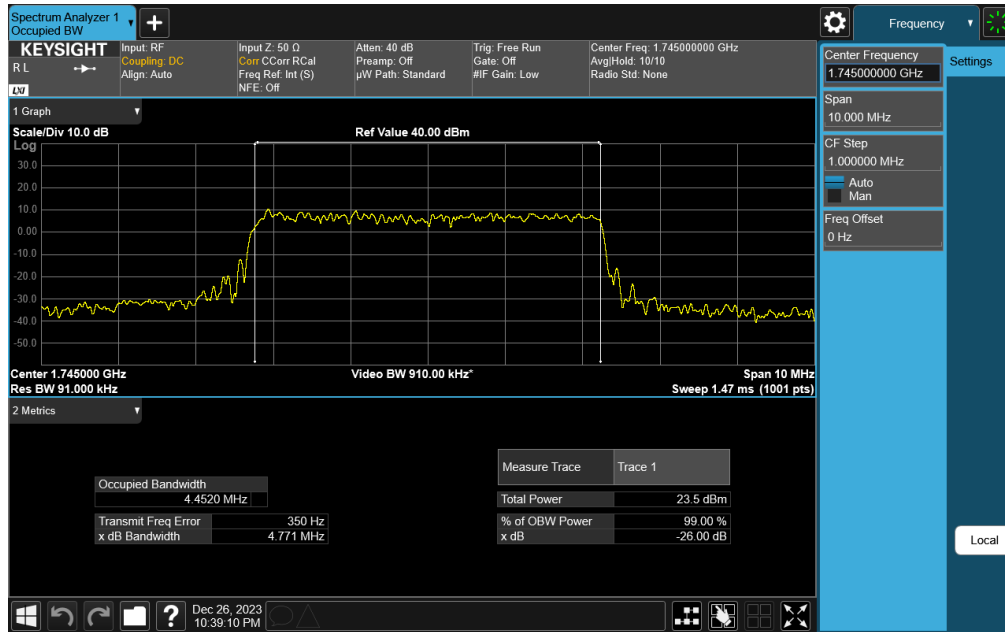 Spectrum Analyzer 1
Occupied BW
Frequency
KEYSIGHT
R L
LXI
Input: RF
Coupling: DC
Align: Auto
Input Z: 50 Ω
Corr CCorr RCal
Freq Ref: Int (S)
NFE: Off
Atten: 40 dB
Preamp: Off
µW Path: Standard
Trig: Free Run
Gate: Off
#IF Gain: Low
Center Freq: 1.745000000 GHz
Avg|Hold: 10/10
Radio Std: None
Center Frequency
1.745000000 GHz
Settings
Span
10.000 MHz
CF Step
1.000000 MHz
Auto
Man
Freq Offset
0 Hz
Local
1 Graph
Scale/Div 10.0 dB
Ref Value 40.00 dBm
Log
30.0
20.0
10.0
0.00
-10.0
-20.0
-30.0
-40.0
-50.0
Center 1.745000 GHz
Video BW 910.00 kHz*
Span 10 MHz
Res BW 91.000 kHz
Sweep 1.47 ms (1001 pts)
2 Metrics
Occupied Bandwidth
4.4520 MHz
Transmit Freq Error 350 Hz
x dB Bandwidth 4.771 MHz
Measure Trace Trace 1
Total Power 23.5 dBm
% of OBW Power 99.00 %
x dB -26.00 dB
?
Dec 26, 2023
10:39:10 PM